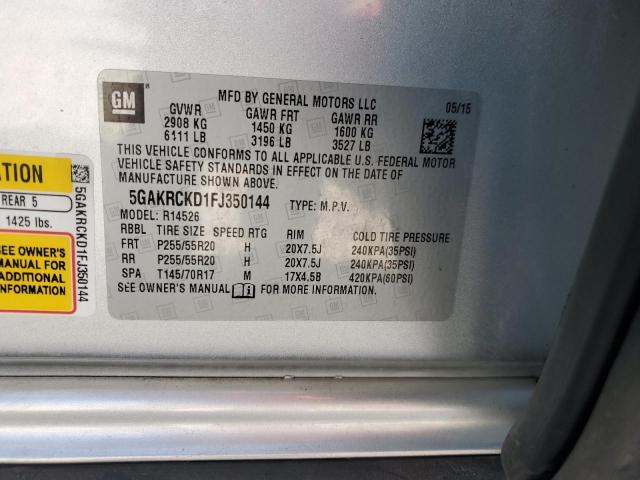 GM
®
MFD BY GENERAL MOTORS LLC
05/15
GVWR GAWR FRT GAWR RR
2908 KG 1450 KG 1600 KG
6111 LB 3196 LB 3527 LB
THIS VEHICLE CONFORMS TO ALL APPLICABLE U.S. FEDERAL MOTOR
VEHICLE SAFETY STANDARDS IN EFFECT ON THE DATE OF
MANUFACTURE SHOWN ABOVE.
5GAKRCKD1FJ350144 TYPE: M.P.V.
MODEL: R14526
RBBL TIRE SIZE SPEED RTG RIM COLD TIRE PRESSURE
FRT P255/55R20 H 20X7.5J 240KPA(35PSI)
RR P255/55R20 H 20X7.5J 240KPA(35PSI)
SPA T145/70R17 M 17X4.5B 420KPA(60PSI)
SEE OWNER'S MANUAL FOR MORE INFORMATION.
ATION
REAR 5
1425 lbs.
SEE OWNER'S
MANUAL FOR
ADDITIONAL
INFORMATION
5GAKRCKD1FJ350144